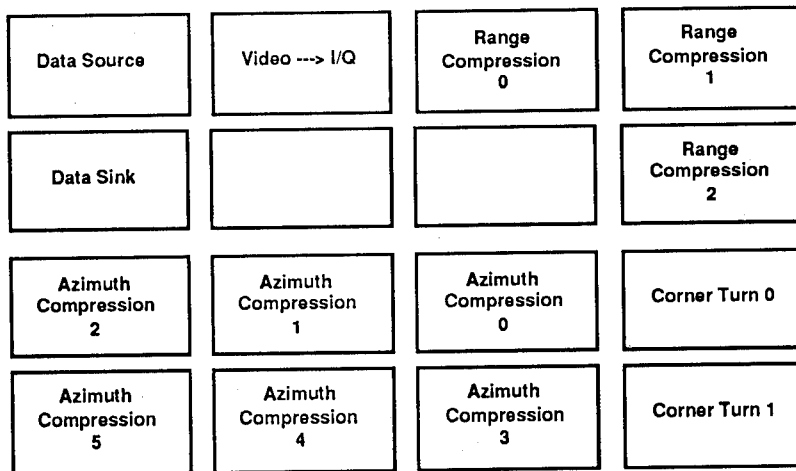 Data Source
Video ---> I/Q
Range
Compression
0
Range
Compression
1
Data Sink
Range
Compression
2
Azimuth
Compression
2
Azimuth
Compression
1
Azimuth
Compression
0
Corner Turn 0
Azimuth
Compression
5
Azimuth
Compression
4
Azimuth
Compression
3
Corner Turn 1